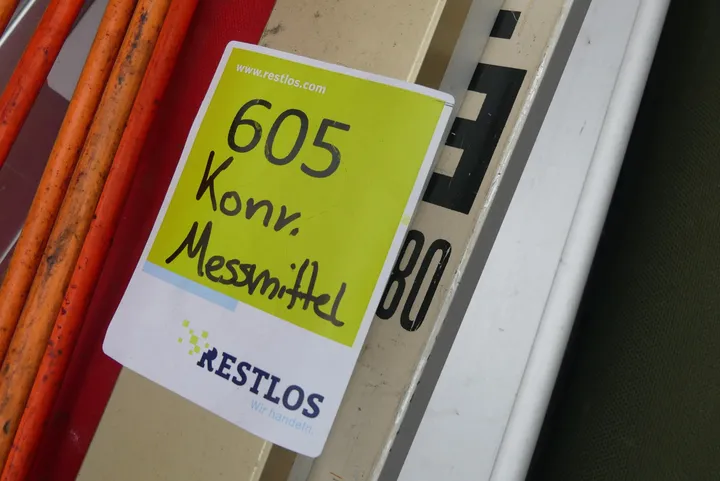 www.restlos.com
605
Konv.
Messmittel
RESTLOS
Wir handeln.
80